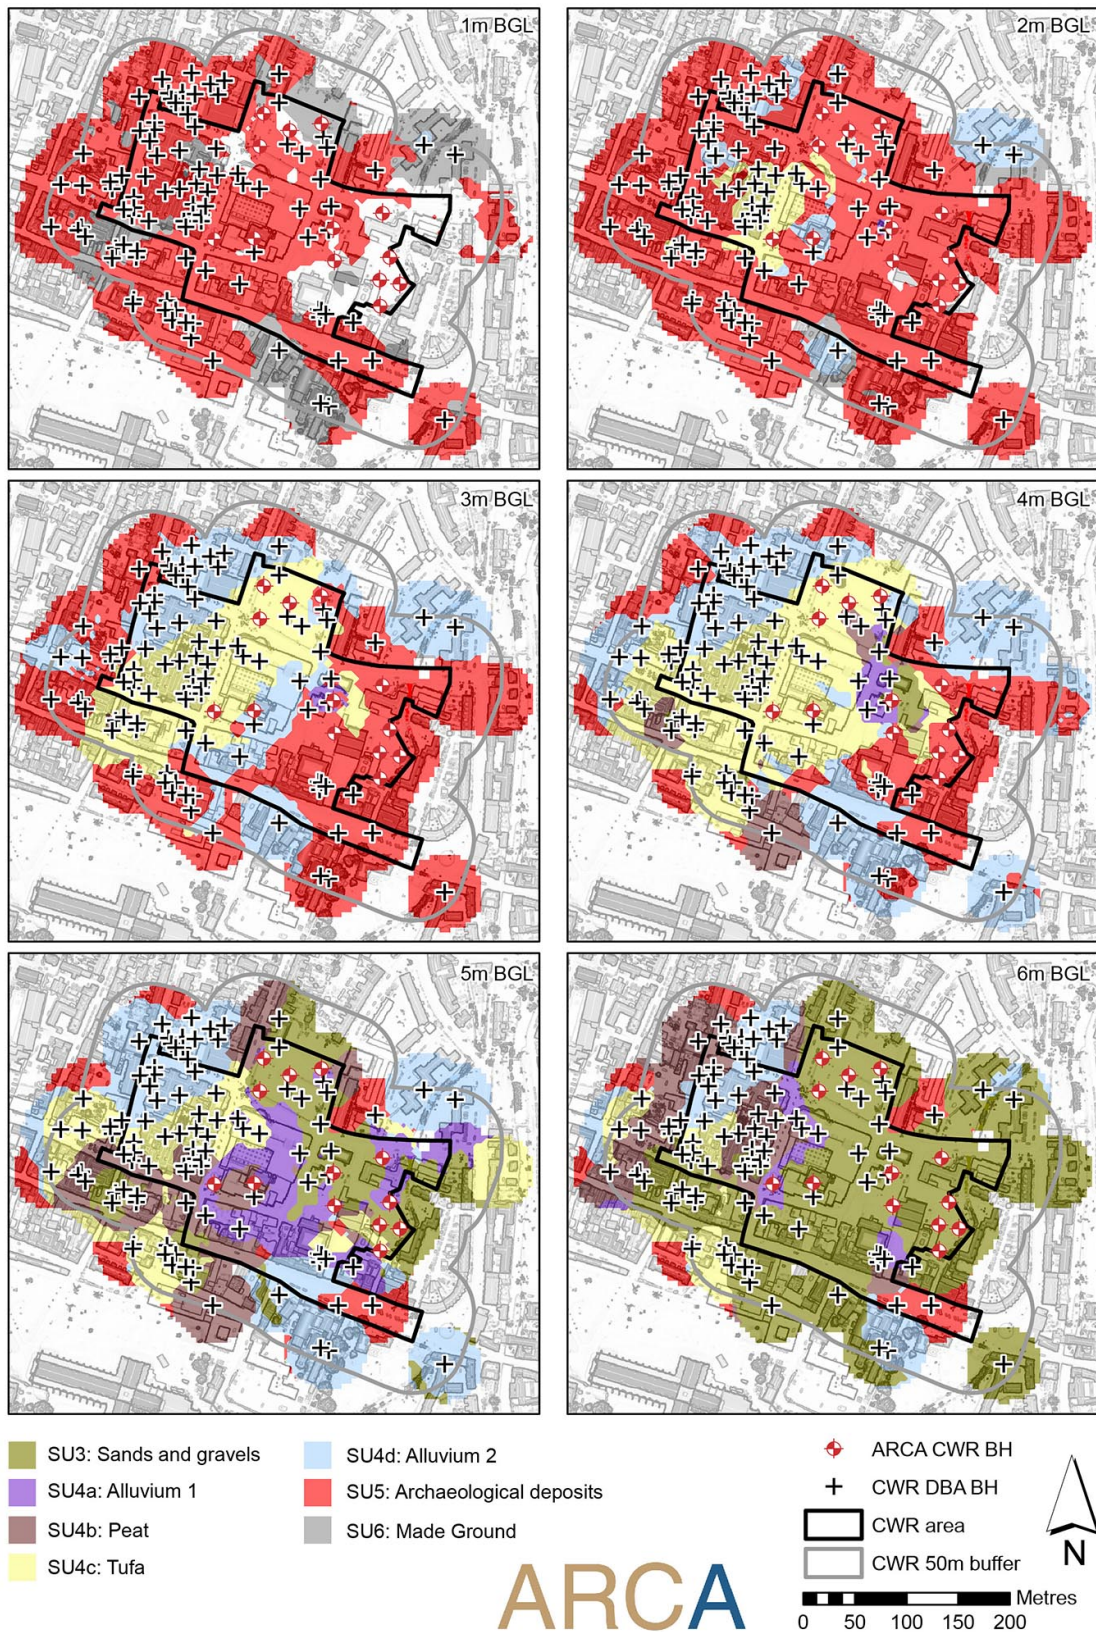 1m BGL
2m BGL
3m BGL
4m BGL
5m BGL
6m BGL
SU3: Sands and gravels
SU4a: Alluvium 1
SU4b: Peat
SU4c: Tufa
SU4d: Alluvium 2
SU5: Archaeological deposits
SU6: Made Ground
ARCA CWR BH
CWR DBA BH
CWR area
CWR 50m buffer
N
Metres
0 50 100 150 200
ARCA